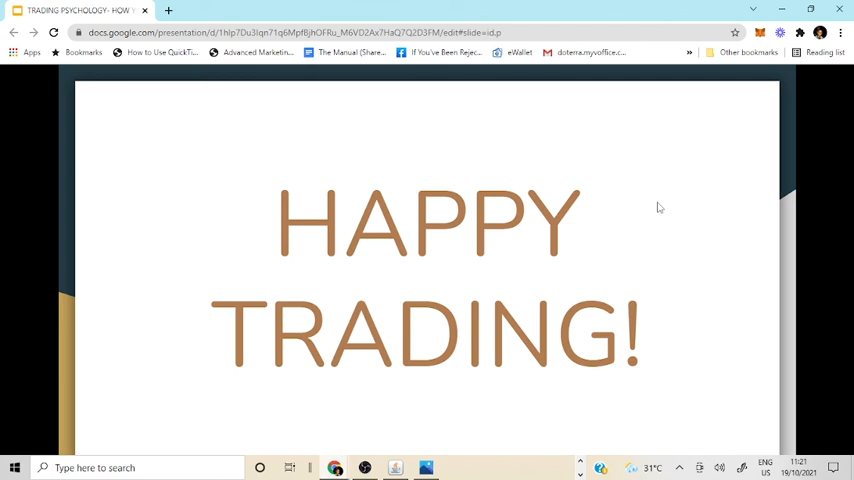 TRADING PSYCHOLOGY- HOW Y
docs.google.com/presentation/d/1hlp7Du3lqn71q6MpfBjhOFRu_M6VD2Ax7HaQ7Q2D3FM/edit#slide=id.p
Apps Bookmarks How to Use QuickTi... Advanced Marketin... The Manual (Share... If You've Been Rejec... eWallet doterra.myvoffice.c... » Other bookmarks Reading list
HAPPY
TRADING!
Type here to search 31°C ENG US 11:21 19/10/2021